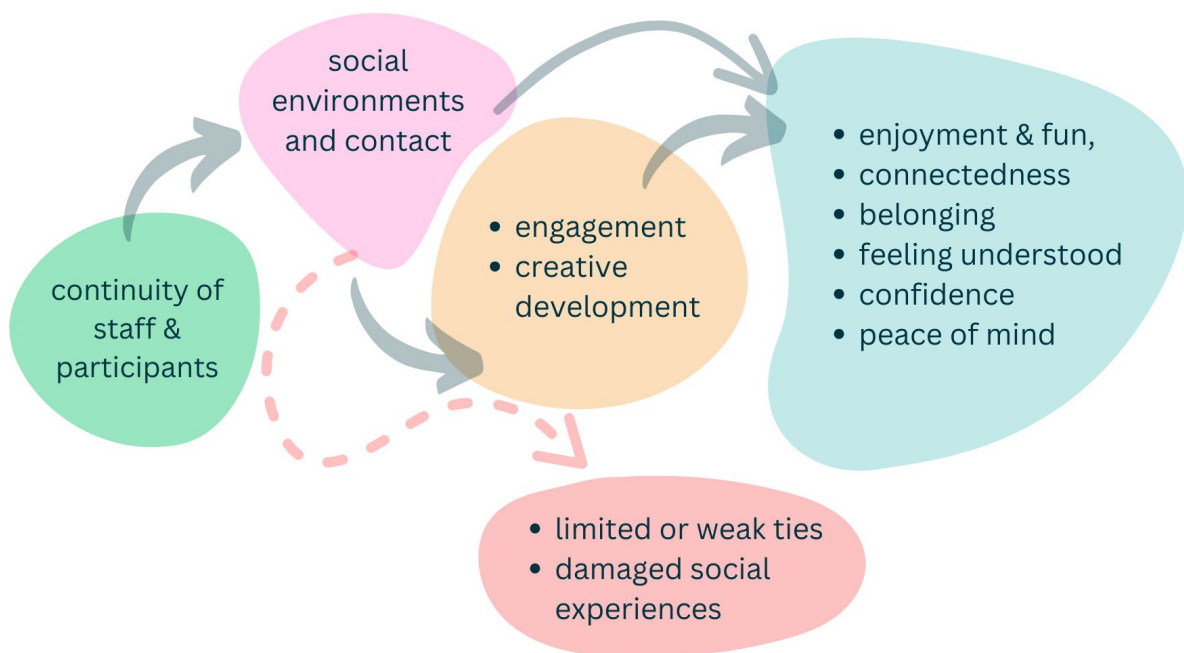 social
environments
and contact
continuity of
staff &
participants
• engagement
• creative
development
• enjoyment & fun,
• connectedness
• belonging
• feeling understood
• confidence
• peace of mind
• limited or weak ties
• damaged social
experiences